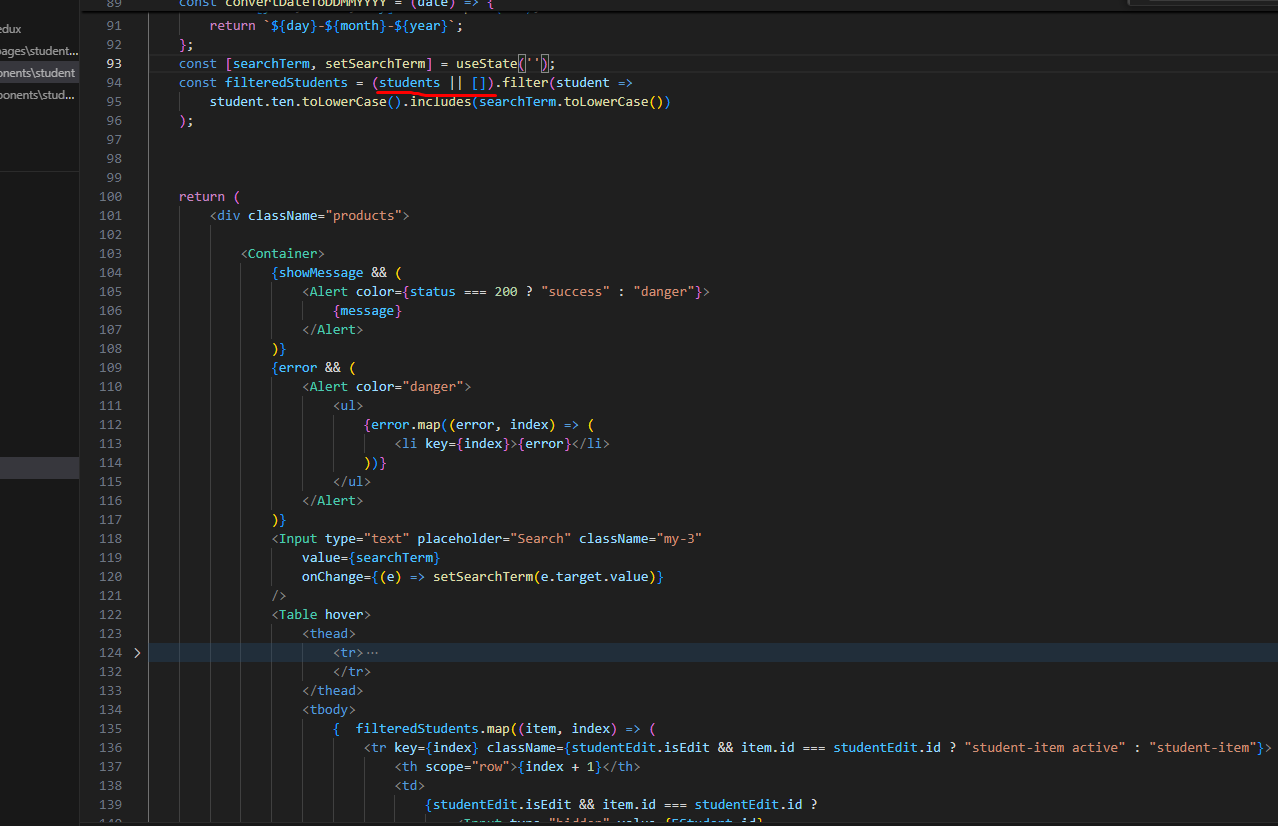 89 const convertDateToDDMMYYYY = (date) => {
edux
91 return `${day}-${month}-${year}`;
pages\student...
92 };
onents\student
93 const [searchTerm, setSearchTerm] = useState('');
94 const filteredStudents = (students || []).filter(student =>
ponents\stud...
95 student.ten.toLowerCase().includes(searchTerm.toLowerCase())
96 );
97
98
99
100 return (
101 <div className="products">
102
103 <Container>
104 {showMessage && (
105 <Alert color={status === 200 ? "success" : "danger"}>
106 {message}
107 </Alert>
108 )}
109 {error && (
110 <Alert color="danger">
111 <ul>
112 {error.map((error, index) => (
113 <li key={index}>{error}</li>
114 ))}
115 </ul>
116 </Alert>
117 )}
118 <Input type="text" placeholder="Search" className="my-3"
119 value={searchTerm}
120 onChange={(e) => setSearchTerm(e.target.value)}
121 />
122 <Table hover>
123 <thead>
124 <tr>...
132 </tr>
133 </thead>
134 <tbody>
135 { filteredStudents.map((item, index) => (
136 <tr key={index} className={studentEdit.isEdit && item.id === studentEdit.id ? "student-item active" : "student-item"}>
137 <th scope="row">{index + 1}</th>
138 <td>
139 {studentEdit.isEdit && item.id === studentEdit.id ?